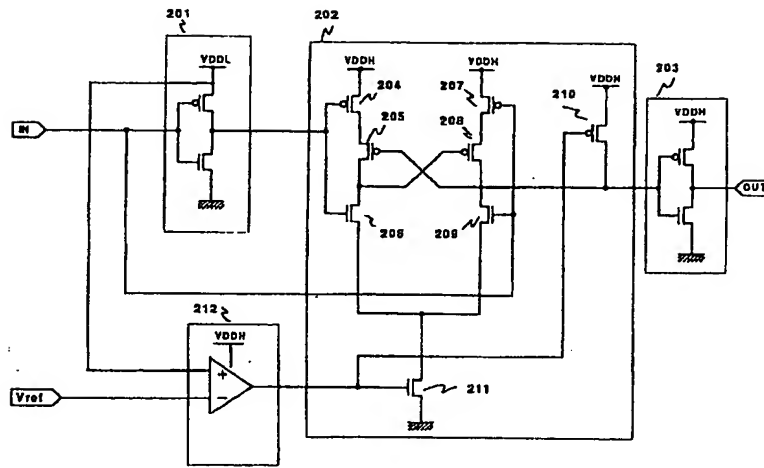 201
202
VDDL
VDDH
VDDH
204
207
210
VDDH
203
VDDH
IN
205
208
OUT
206
209
212
VDDH
+
−
Vref
211